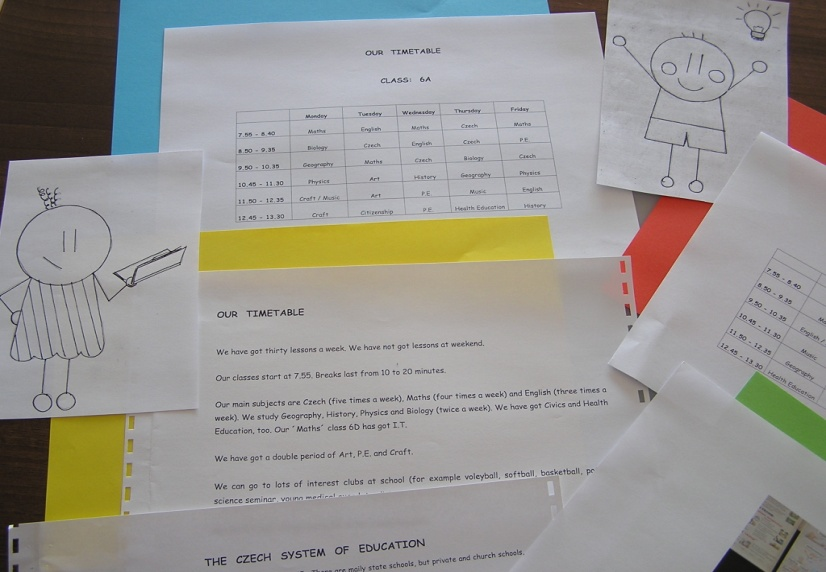 OUR TIMETABLE
CLASS: 6A
Monday Tuesday Wednesday Thursday Friday
7.55 - 8.40 Maths English Maths Czech Maths
8.50 - 9.35 Biology Czech English Czech P.E.
9.50 - 10.35 Geography Maths Czech Biology Czech
10.45 - 11.30 Physics Art History Geography Physics
11.50 - 12.35 Craft / Music Art P.E. Music English
12.45 - 13.30 Craft Citizenship P.E. Health Education History
7.55 - 8.40
8.50 - 9.35
9.50 - 10.35 English /
10.45 - 11.30 Music
11.50 - 12.35 Geography
12.45 - 13.30 Health Education
OUR TIMETABLE
We have got thirty lessons a week. We have not got lessons at weekend.
Our classes start at 7.55. Breaks last from 10 to 20 minutes.
Our main subjects are Czech (five times a week), Maths (four times a week) and English (three times a
week). We study Geography, History, Physics and Biology (twice a week). We have got Civics and Health
Education, too. Our "Maths" class 6D has got I.T.
We have got a double period of Art, P.E. and Craft.
We can go to lots of interest clubs at school (for example voleyball, softball, basketball,
science seminar, young medical
THE CZECH SYSTEM OF EDUCATION
There are maily state schools, but private and church schools.